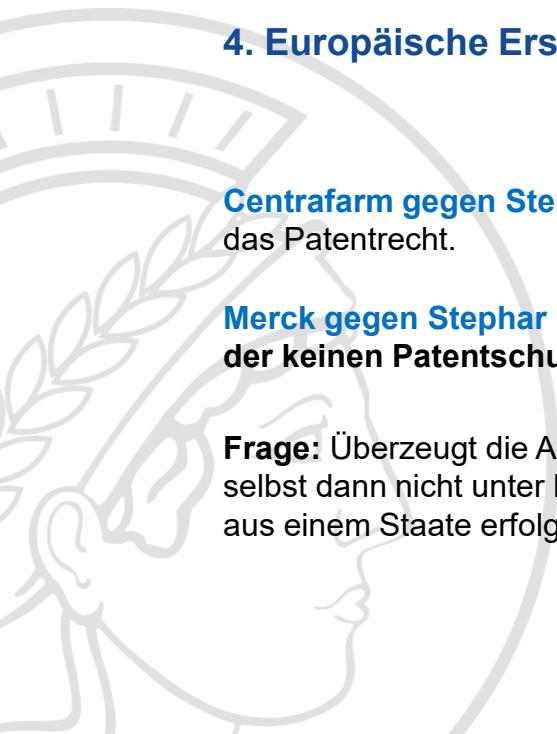 4. Europäische Ers
Centrafarm gegen Ste
das Patentrecht.
Merck gegen Stephar
der keinen Patentschu
Frage: Überzeugt die A
selbst dann nicht unter
aus einem Staate erfolg